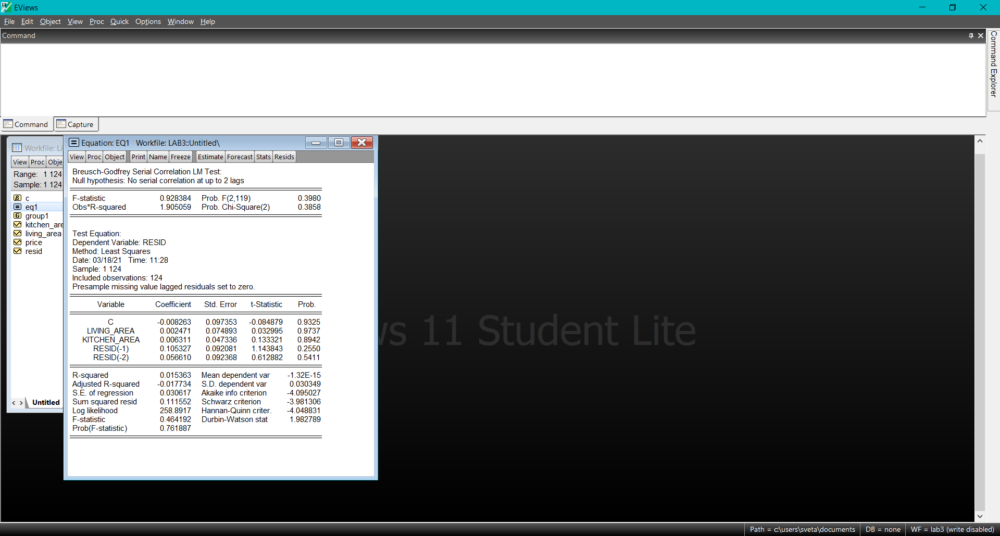 EViews
File Edit Object View Proc Quick Options Window Help
Command
Command Explorer
Command Capture
Workfile: LA
View Proc Obje
Range: 1 124
Sample: 1 124
c
eq1
group1
kitchen_are
living_area
price
resid
Untitled
Equation: EQ1 Workfile: LAB3::Untitled\
View Proc Object Print Name Freeze Estimate Forecast Stats Resids
Breusch-Godfrey Serial Correlation LM Test:
Null hypothesis: No serial correlation at up to 2 lags
F-statistic 0.928384 Prob. F(2,119) 0.3980
Obs*R-squared 1.905059 Prob. Chi-Square(2) 0.3858
Test Equation:
Dependent Variable: RESID
Method: Least Squares
Date: 03/18/21 Time: 11:28
Sample: 1 124
Included observations: 124
Presample missing value lagged residuals set to zero.
Variable Coefficient Std. Error t-Statistic Prob.
C -0.008263 0.097353 -0.084879 0.9325
LIVING_AREA 0.002471 0.074893 0.032995 0.9737
KITCHEN_AREA 0.006311 0.047336 0.133321 0.8942
RESID(-1) 0.105327 0.092081 1.143843 0.2550
RESID(-2) 0.056610 0.092368 0.612882 0.5411
R-squared 0.015363 Mean dependent var -1.32E-15
Adjusted R-squared -0.017734 S.D. dependent var 0.030349
S.E. of regression 0.030617 Akaike info criterion -4.095027
Sum squared resid 0.111552 Schwarz criterion -3.981306
Log likelihood 258.8917 Hannan-Quinn criter. -4.048831
F-statistic 0.464192 Durbin-Watson stat 1.982789
Prob(F-statistic) 0.761887
ws 11 Student Lite
Path = c:\users\sveta\documents DB = none WF = lab3 (write disabled)